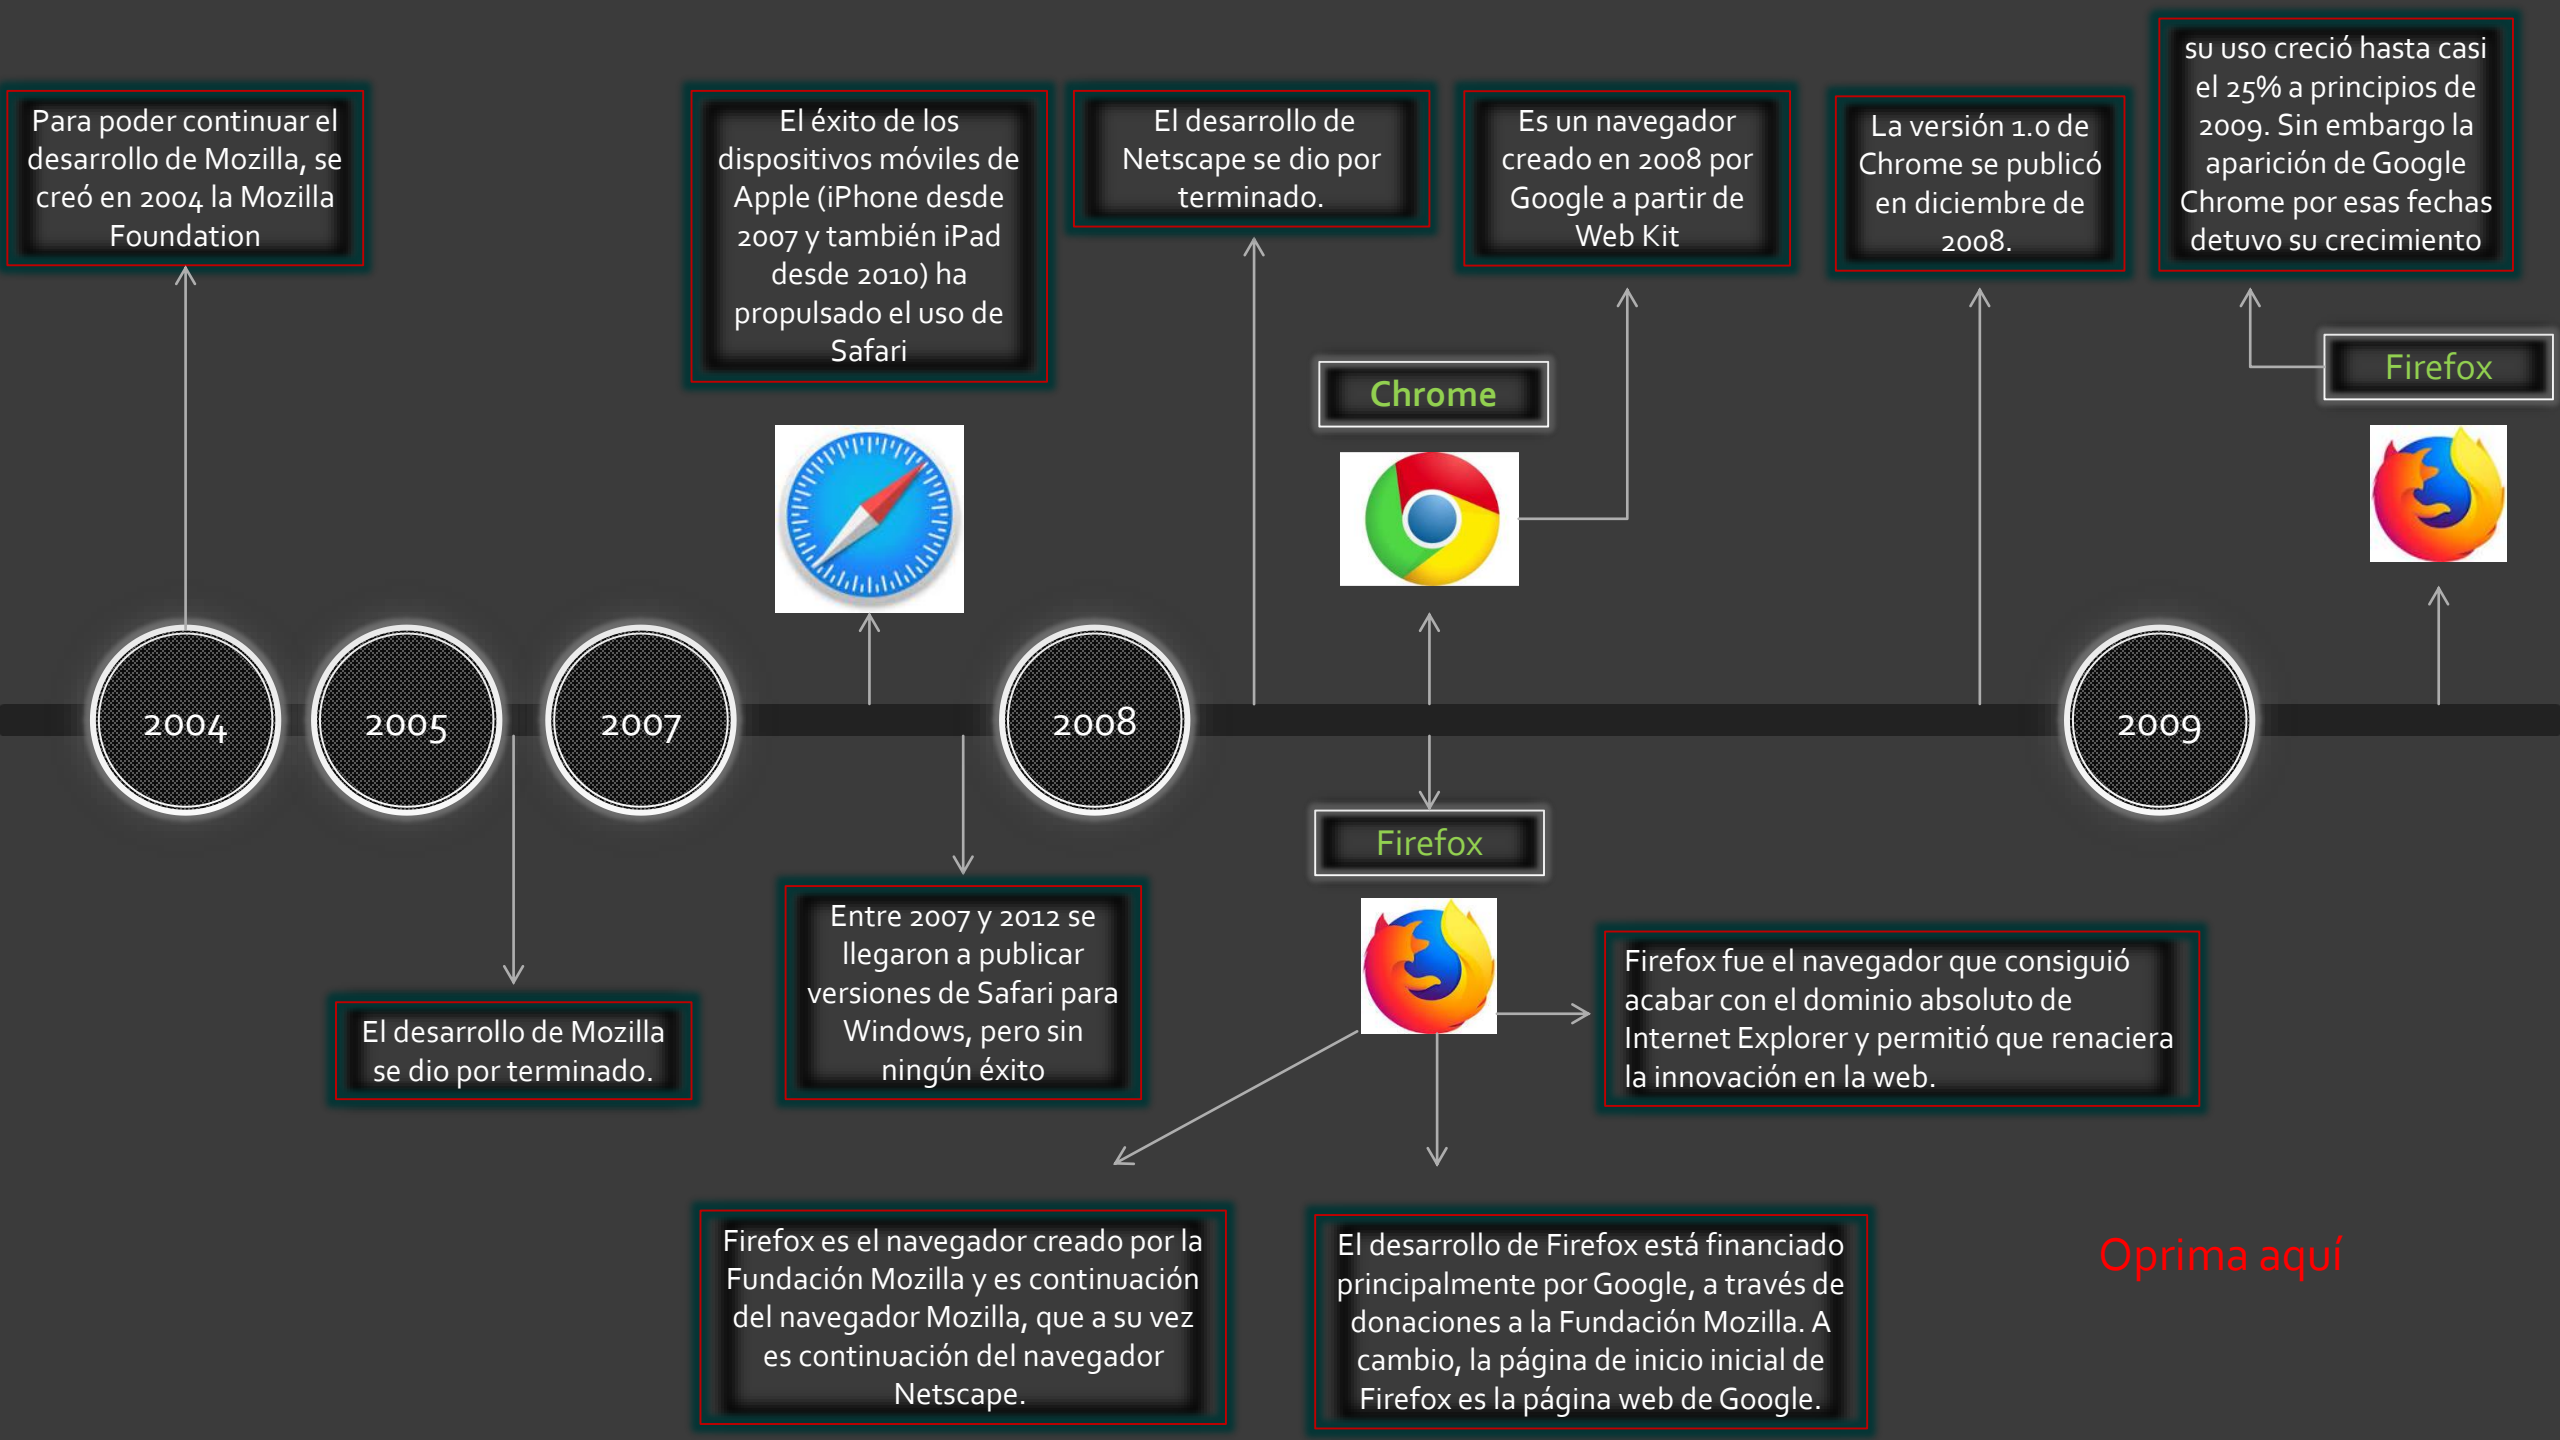 Para poder continuar el
desarrollo de Mozilla, se
creó en 2004 la Mozilla
Foundation
El éxito de los
dispositivos móviles de
Apple (iPhone desde
2007 y también iPad
desde 2010) ha
propulsado el uso de
Safari
El desarrollo de
Netscape se dio por
terminado.
Es un navegador
creado en 2008 por
Google a partir de
Web Kit
La versión 1.0 de
Chrome se publicó
en diciembre de
2008.
su uso creció hasta casi
el 25% a principios de
2009. Sin embargo la
aparición de Google
Chrome por esas fechas
detuvo su crecimiento
Chrome
Firefox
2004
2005
2007
2008
2009
Firefox
El desarrollo de Mozilla
se dio por terminado.
Entre 2007 y 2012 se
llegaron a publicar
versiones de Safari para
Windows, pero sin
ningún éxito
Firefox fue el navegador que consiguió
acabar con el dominio absoluto de
Internet Explorer y permitió que renaciera
la innovación en la web.
Firefox es el navegador creado por la
Fundación Mozilla y es continuación
del navegador Mozilla, que a su vez
es continuación del navegador
Netscape.
El desarrollo de Firefox está financiado
principalmente por Google, a través de
donaciones a la Fundación Mozilla. A
cambio, la página de inicio inicial de
Firefox es la página web de Google.
Oprima aquí